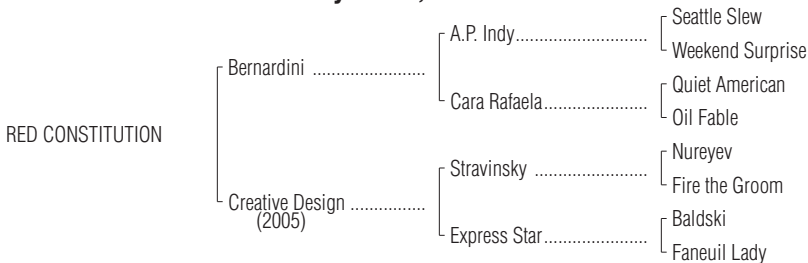 Seattle Slew
A.P. Indy............................
Weekend Surprise
Bernardini ........................
Quiet American
Cara Rafaela......................
Oil Fable
RED CONSTITUTION
Nureyev
Stravinsky ........................
Fire the Groom
Creative Design ................
(2005)
Baldski
Express Star......................
Faneuil Lady